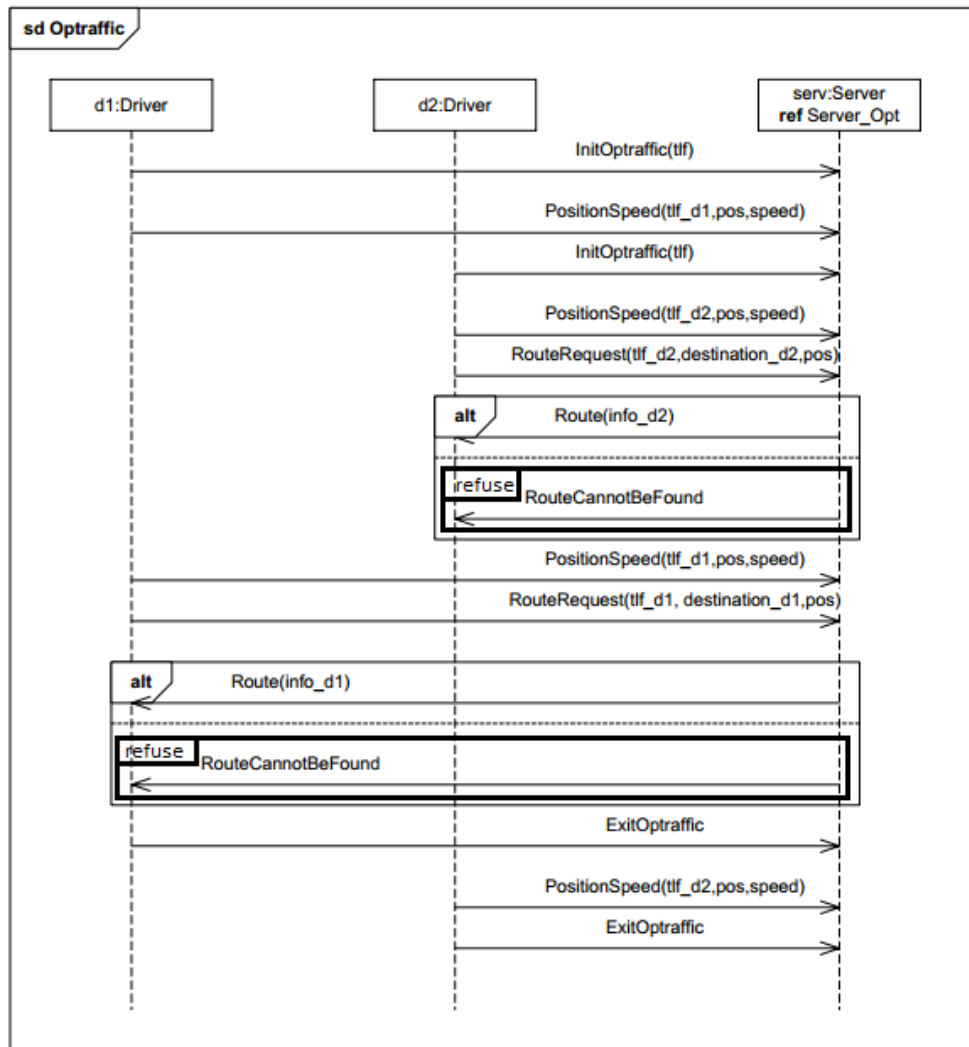 sd Optraffic
d1:Driver
d2:Driver
serv:Server
ref Server_Opt
InitOptraffic(tlf)
PositionSpeed(tlf_d1,pos,speed)
InitOptraffic(tlf)
PositionSpeed(tlf_d2,pos,speed)
RouteRequest(tlf_d2,destination_d2,pos)
alt
Route(info_d2)
refuse
RouteCannotBeFound
PositionSpeed(tlf_d1,pos,speed)
RouteRequest(tlf_d1, destination_d1,pos)
alt
Route(info_d1)
refuse
RouteCannotBeFound
ExitOptraffic
PositionSpeed(tlf_d2,pos,speed)
ExitOptraffic